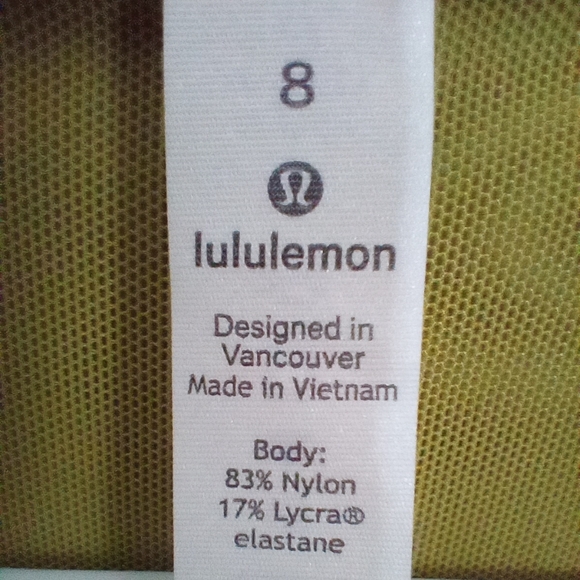 8
lululemon
Designed in
Vancouver
Made in Vietnam
Body:
83% Nylon
17% Lycra®
elastane